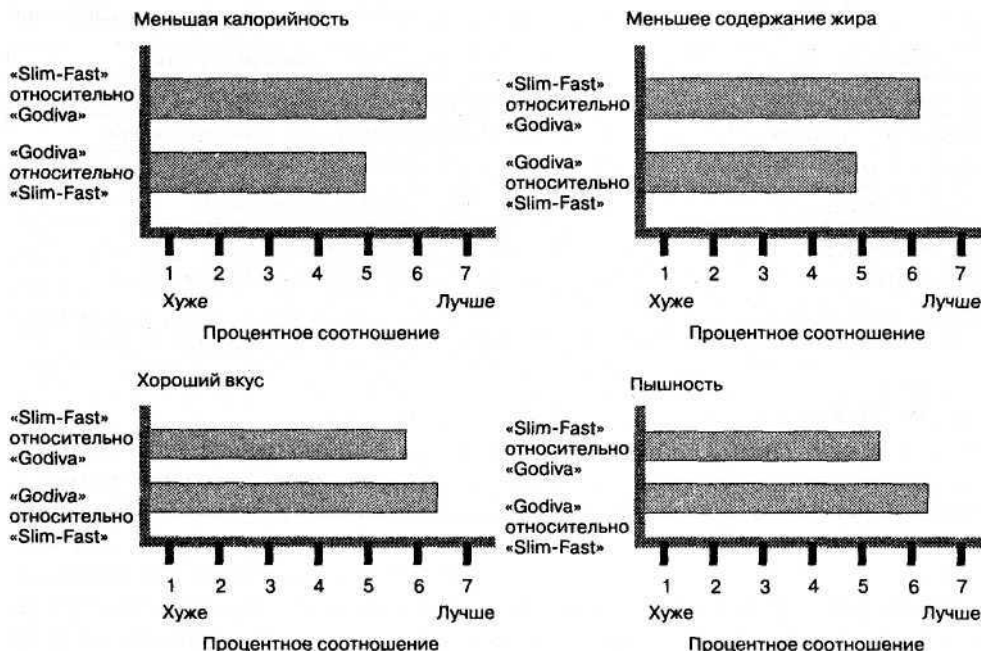 Меньшая калорийность
«Slim-Fast»
относительно
«Godiva»
«Godiva»
относительно
«Slim-Fast»
1 2 3 4 5 6 7
Хуже Лучше
Процентное соотношение
Меньшее содержание жира
«Slim-Fast»
относительно
«Godiva»
«Godiva»
относительно
«Slim-Fast»
1 2 3 4 5 6 7
Хуже Лучше
Процентное соотношение
Хороший вкус
«Slim-Fast»
относительно
«Godiva»
«Godiva»
относительно
«Slim-Fast»
1 2 3 4 5 6 7
Хуже Лучше
Процентное соотношение
Пышность
«Slim-Fast»
относительно
«Godiva»
«Godiva»
относительно
«Slim-Fast»
1 2 3 4 5 6 7
Хуже Лучше
Процентное соотношение